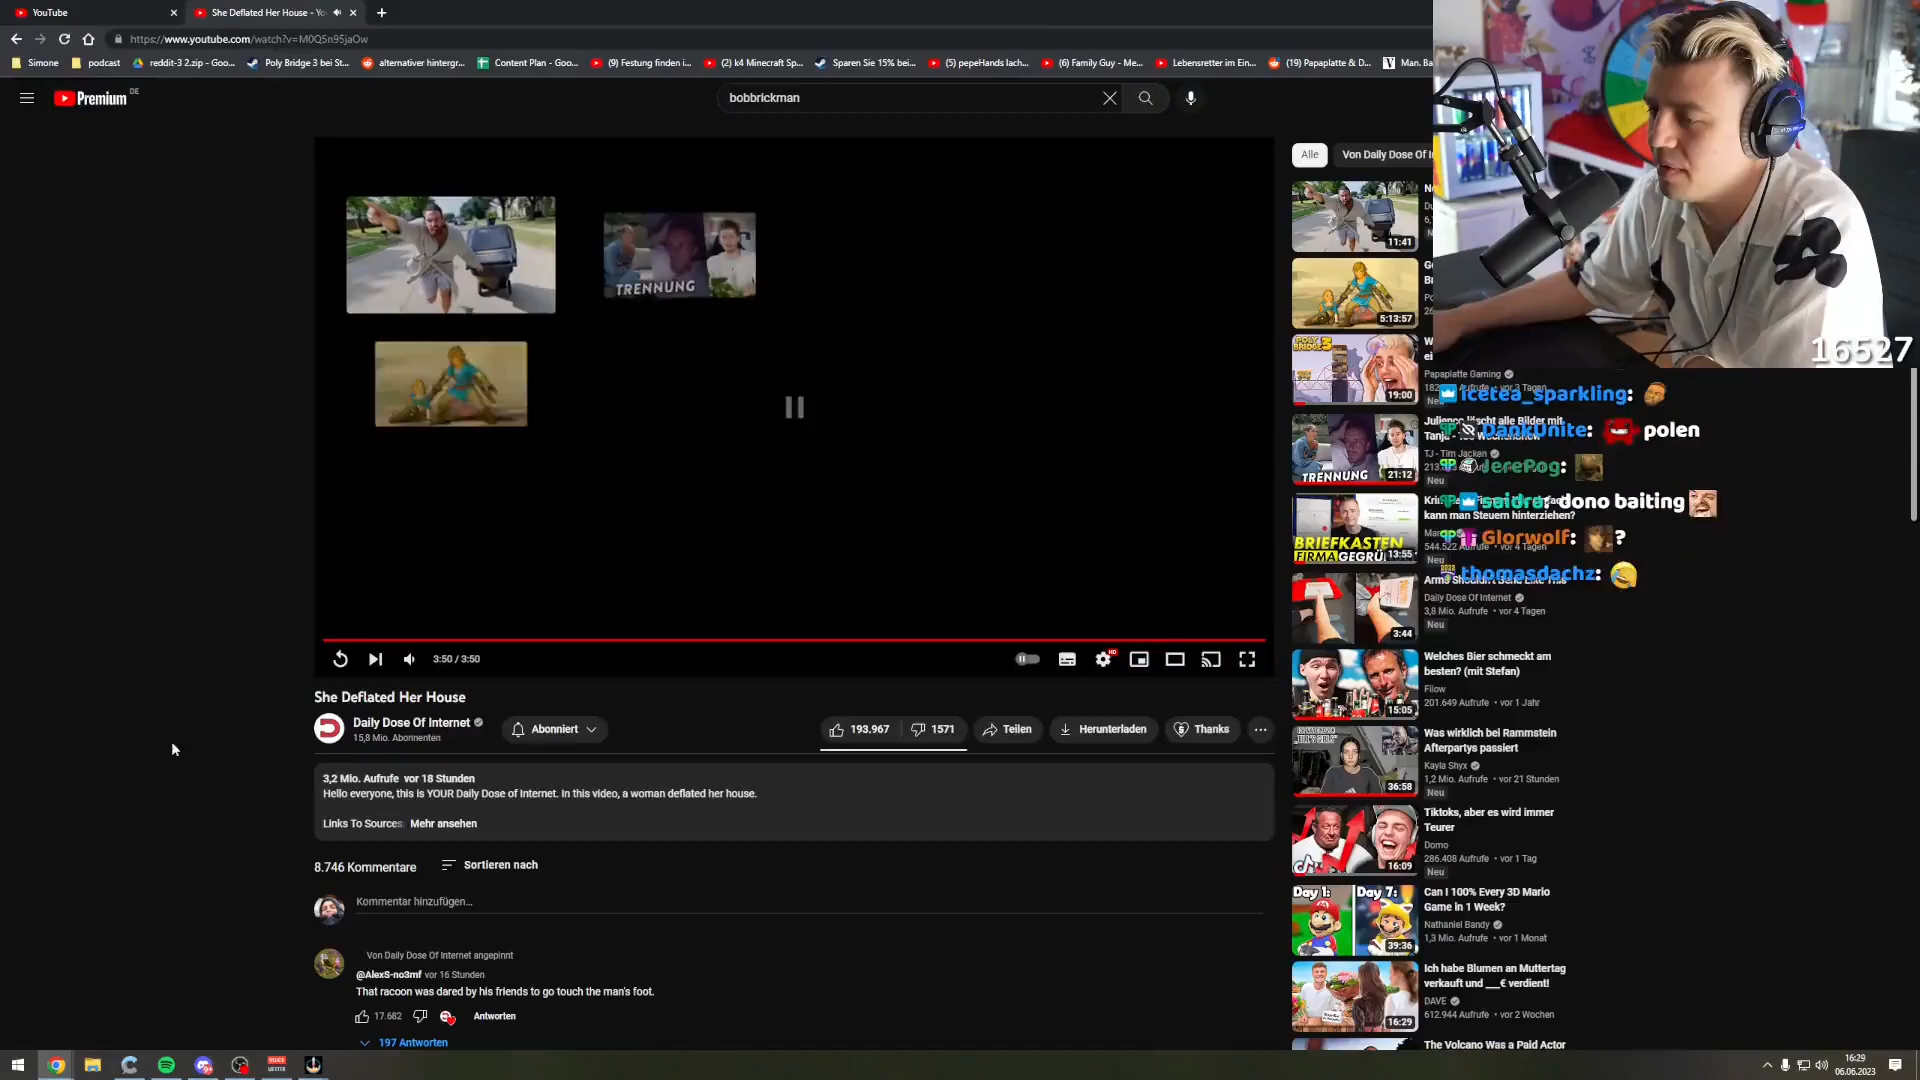 YouTube
She Deflated Her House - Yo
https://www.youtube.com/watch?v=M0Q5n95jaOw
Simone
podcast
reddit-3 2.zip - Goo...
Poly Bridge 3 bei St...
alternativer hintergr...
Content Plan - Goo...
(9) Festung finden i...
(2) k4 Minecraft Sp...
Sparen Sie 15% bei...
(5) pepeHands lach...
(6) Family Guy - Me...
Lebensretter im Ein...
(19) Papaplatte & D...
Man. Ba
Premium DE
bobbrickman
TRENNUNG
3:50 / 3:50
HD
She Deflated Her House
Daily Dose Of Internet
15,8 Mio. Abonnenten
Abonniert
193.967
1571
Teilen
Herunterladen
Thanks
3,2 Mio. Aufrufe vor 18 Stunden
Hello everyone, this is YOUR Daily Dose of Internet. In this video, a woman deflated her house.
Links To Sources: Mehr ansehen
8.746 Kommentare
Sortieren nach
Kommentar hinzufügen...
Von Daily Dose Of Internet angepinnt
@AlexS-no3mf vor 16 Stunden
That racoon was dared by his friends to go touch the man's foot.
17.682
Antworten
197 Antworten
Alle
Von Daily Dose Of I
11:41
5:13:57
POLY
BRIDGE 3
19:00
Papaplatte Gaming
TRENNUNG
21:12
TJ - Tim Jacken
Neu
BRIEFKASTEN
FIRMA GEGRÜ
13:55
kann man Steuern hinterziehen?
544.522 Aufrufe • vor 4 Tagen
Neu
3:44
Daily Dose Of Internet
3,8 Mio. Aufrufe • vor 4 Tagen
Neu
15:05
Welches Bier schmeckt am
besten? (mit Stefan)
Filow
201.649 Aufrufe • vor 1 Jahr
36:58
Was wirklich bei Rammstein
Afterpartys passiert
Kayla Shyx
1,2 Mio. Aufrufe • vor 21 Stunden
Neu
16:09
Tiktoks, aber es wird immer
Teurer
Domo
286.408 Aufrufe • vor 1 Tag
Neu
Day 1:
Day 7:
39:36
Can I 100% Every 3D Mario
Game in 1 Week?
Nathaniel Bandy
1,3 Mio. Aufrufe • vor 1 Monat
16:29
Ich habe Blumen an Muttertag
verkauft und ___€ verdient!
DAVE
612.944 Aufrufe • vor 2 Wochen
The Volcano Was a Paid Actor
16527
icetea_sparkling:
DankUnite: polen
JerePog:
saidra: dono baiting
Glorwolf: ?
thomasdachz:
16:29
06.06.2023